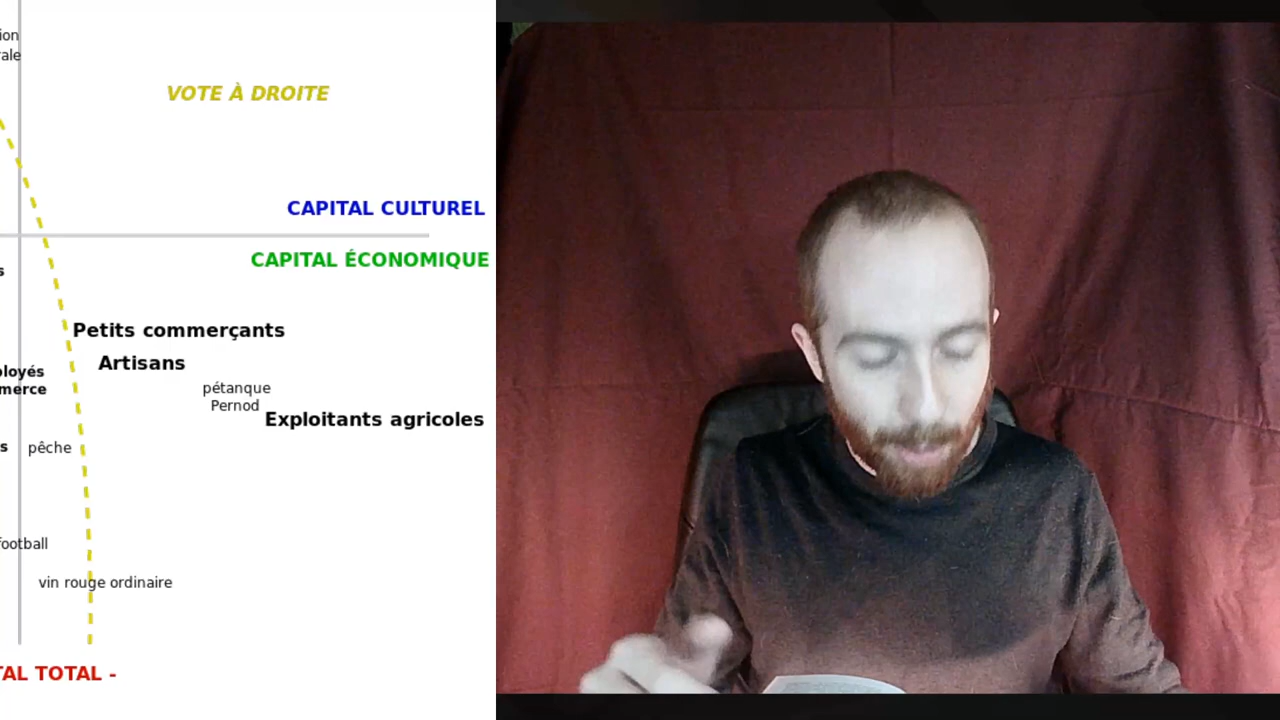 ion
rale
VOTE À DROITE
CAPITAL CULTUREL
CAPITAL ÉCONOMIQUE
s
Petits commerçants
Artisans
ployés
merce
pétanque
Pernod
Exploitants agricoles
s
pêche
football
vin rouge ordinaire
TAL TOTAL -